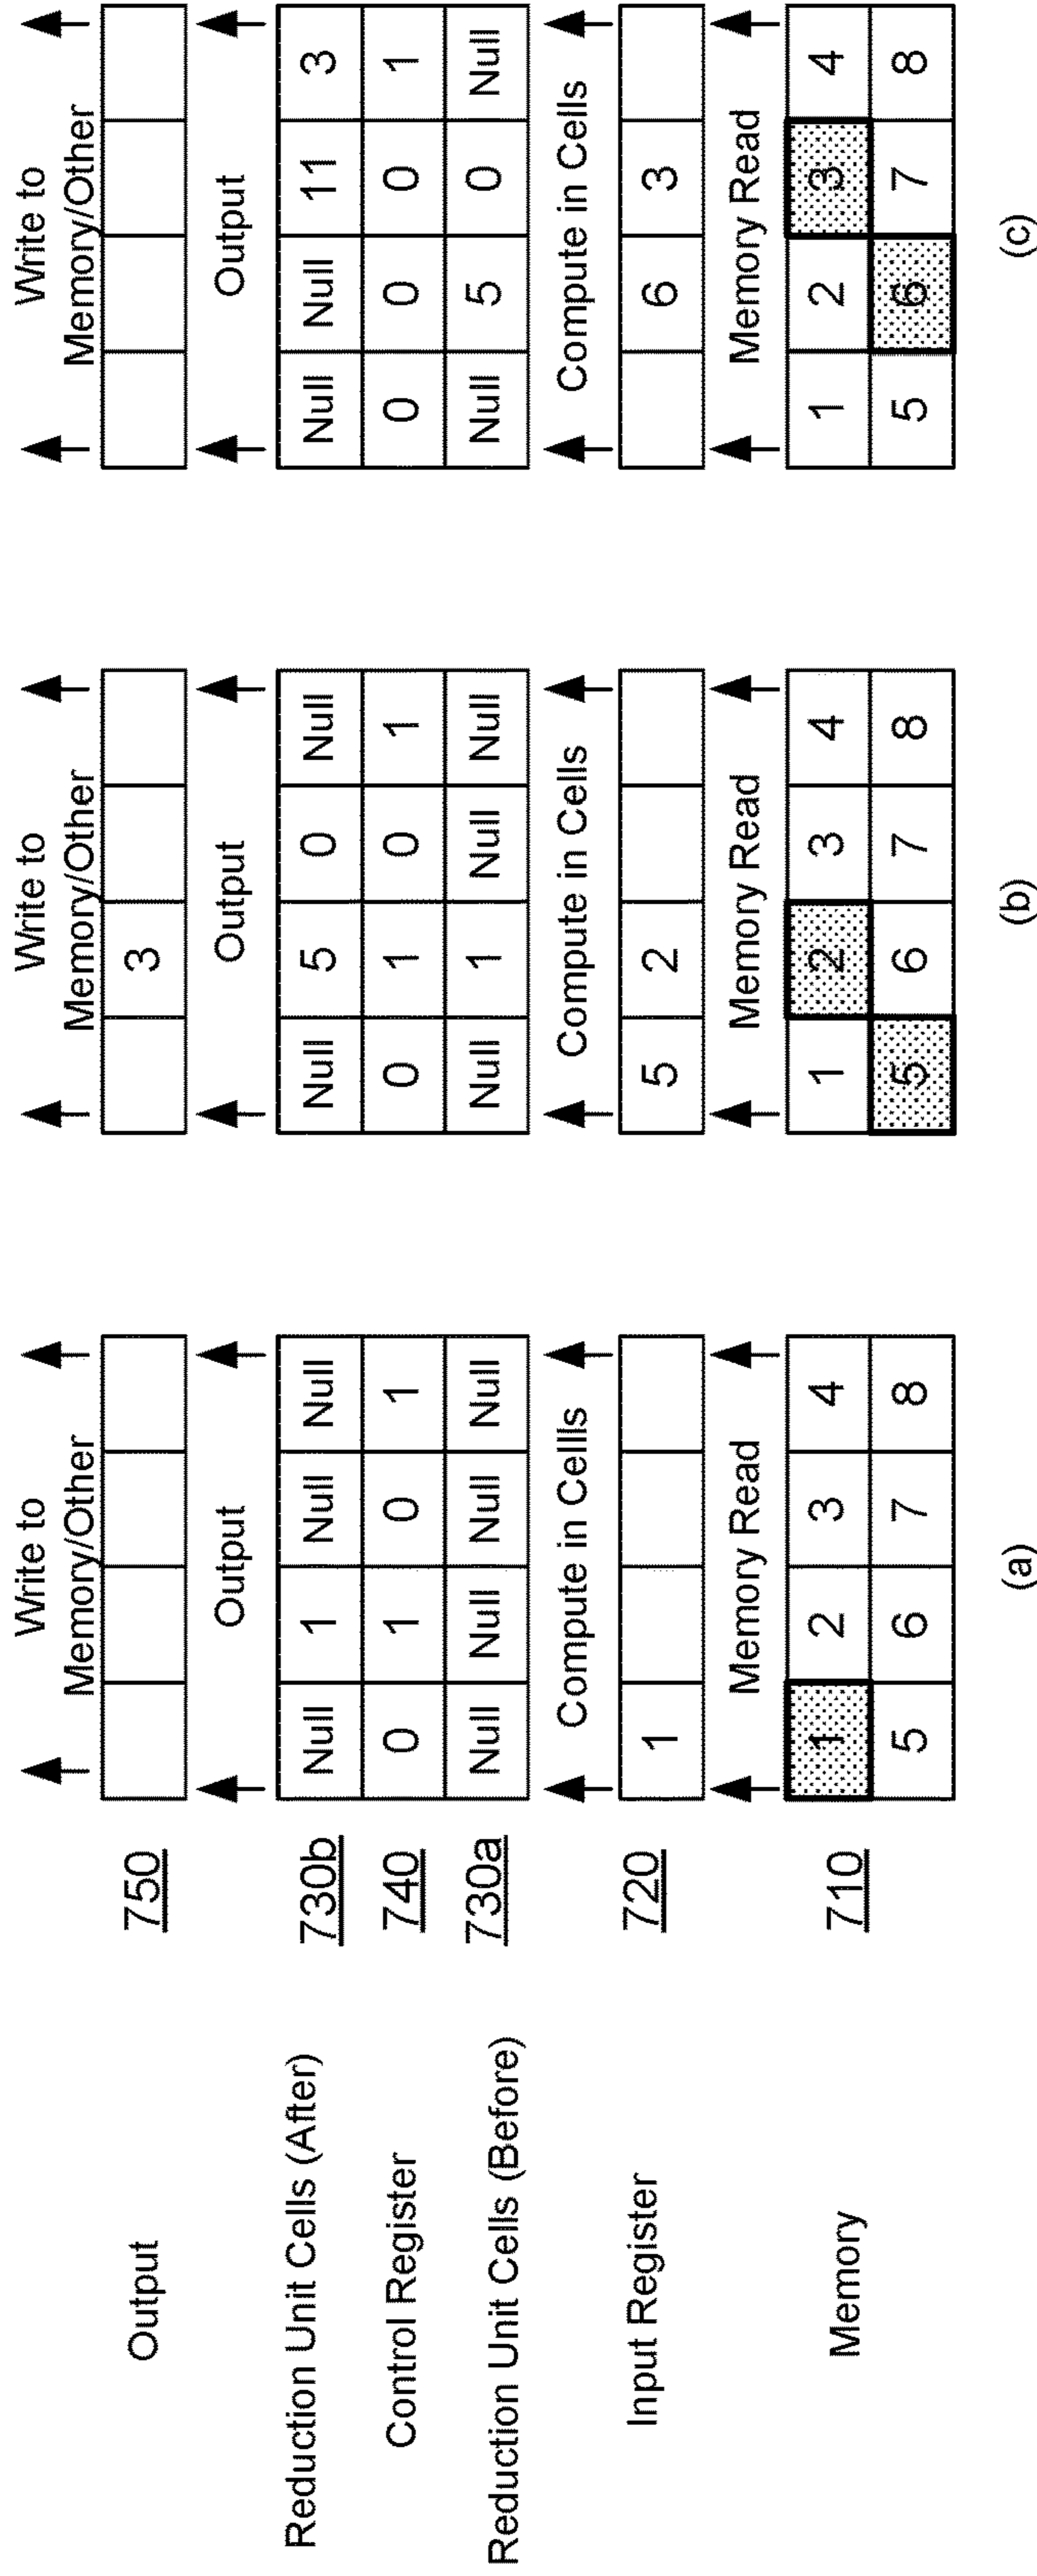 Output 750
Reduction Unit Cells (After) 730b
Control Register 740
Reduction Unit Cells (Before) 730a
Input Register 720
Memory 710
Write to
Memory/Other
Output
Null 1 Null Null
0 1 0 1
Null Null Null Null
Compute in Cellls
1
Memory Read
1 2 3 4
5 6 7 8
(a)
Write to
Memory/Other
3
Output
Null 5 0 Null
0 1 0 1
Null 1 Null Null
Compute in Cells
5 2
Memory Read
1 2 3 4
5 6 7 8
(b)
Write to
Memory/Other
Output
Null Null 11 3
0 0 0 1
Null 5 0 Null
Compute in Cells
6 3
Memory Read
1 2 3 4
5 6 7 8
(c)